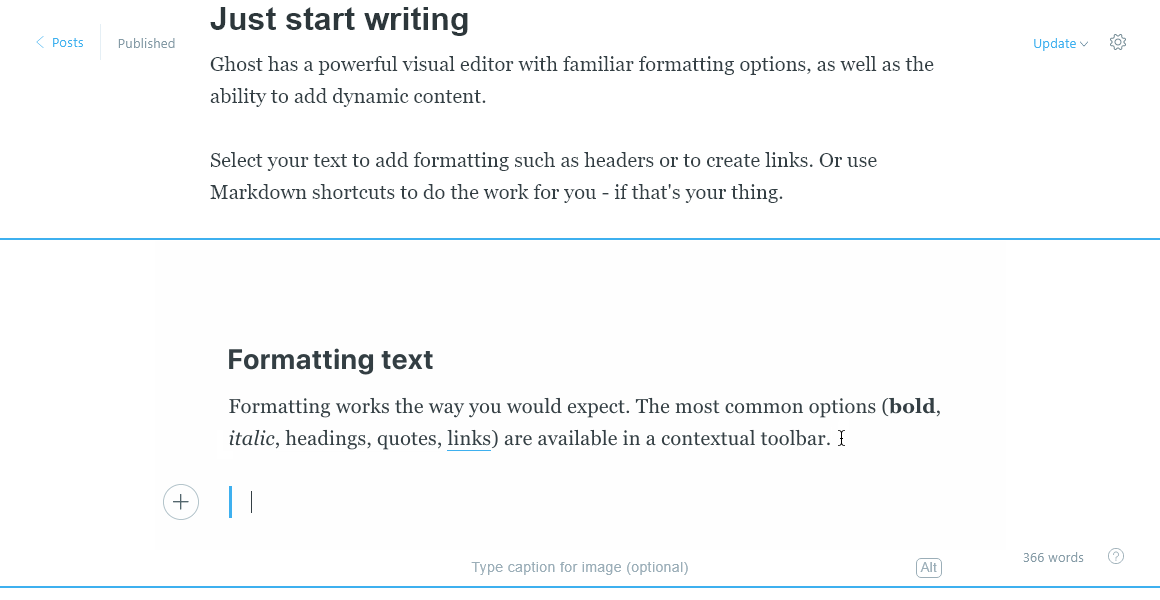 Just start writing
Posts
Published
Update
Ghost has a powerful visual editor with familiar formatting options, as well as the
ability to add dynamic content.
Select your text to add formatting such as headers or to create links. Or use
Markdown shortcuts to do the work for you - if that's your thing.
Formatting text
Formatting works the way you would expect. The most common options (bold,
italic, headings, quotes, links) are available in a contextual toolbar.
366 words
?
Type caption for image (optional)
Alt